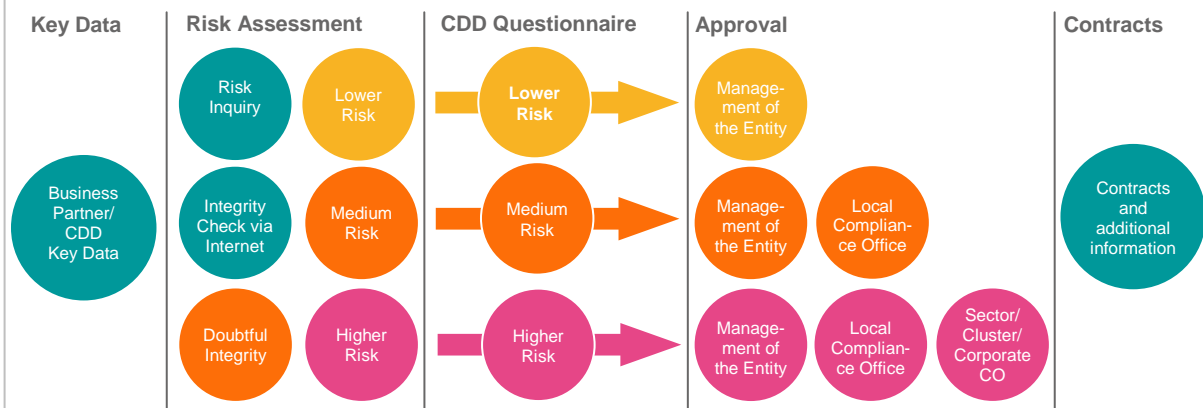 Key Data
Risk Assessment
CDD Questionnaire
Approval
Contracts
Business
Partner/
CDD
Key Data
Risk
Inquiry
Lower
Risk
Lower
Risk
Manage-
ment of
the Entity
Integrity
Check via
Internet
Medium
Risk
Medium
Risk
Manage-
ment of
the Entity
Local
Complian-
ce Office
Doubtful
Integrity
Higher
Risk
Higher
Risk
Manage-
ment of
the Entity
Local
Complian-
ce Office
Sector/
Cluster/
Corporate
CO
Contracts
and
additional
information